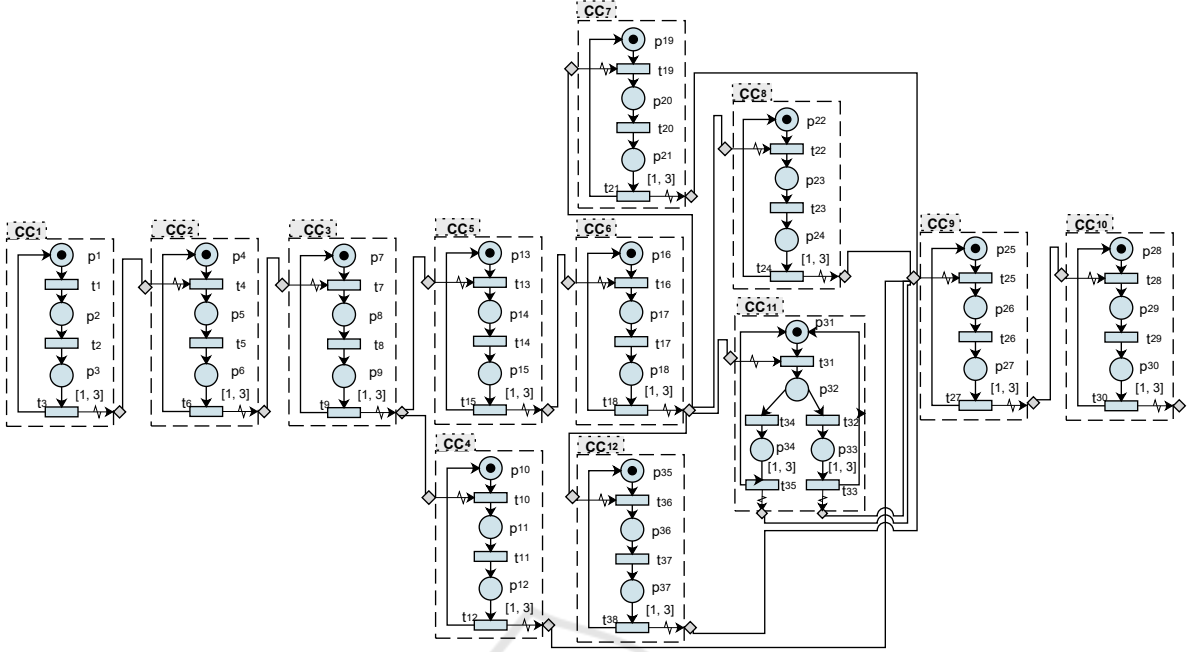 CC1
p1
t1
p2
t2
p3
[1, 3]
t3
CC2
p4
t4
p5
t5
p6
[1, 3]
t6
CC3
p7
t7
p8
t8
p9
[1, 3]
t9
CC5
p13
t13
p14
t14
p15
[1, 3]
t15
CC4
p10
t10
p11
t11
p12
[1, 3]
t12
CC7
p19
t19
p20
t20
p21
[1, 3]
t21
CC6
p16
t16
p17
t17
p18
[1, 3]
t18
CC12
p35
t36
p36
t37
p37
[1, 3]
t38
CC8
p22
t22
p23
t23
p24
[1, 3]
t24
CC11
p31
t31
p32
t34
t32
p34
p33
[1, 3]
[1, 3]
t35
t33
CC9
p25
t25
p26
t26
p27
[1, 3]
t27
CC10
p28
t28
p29
t29
p30
[1, 3]
t30